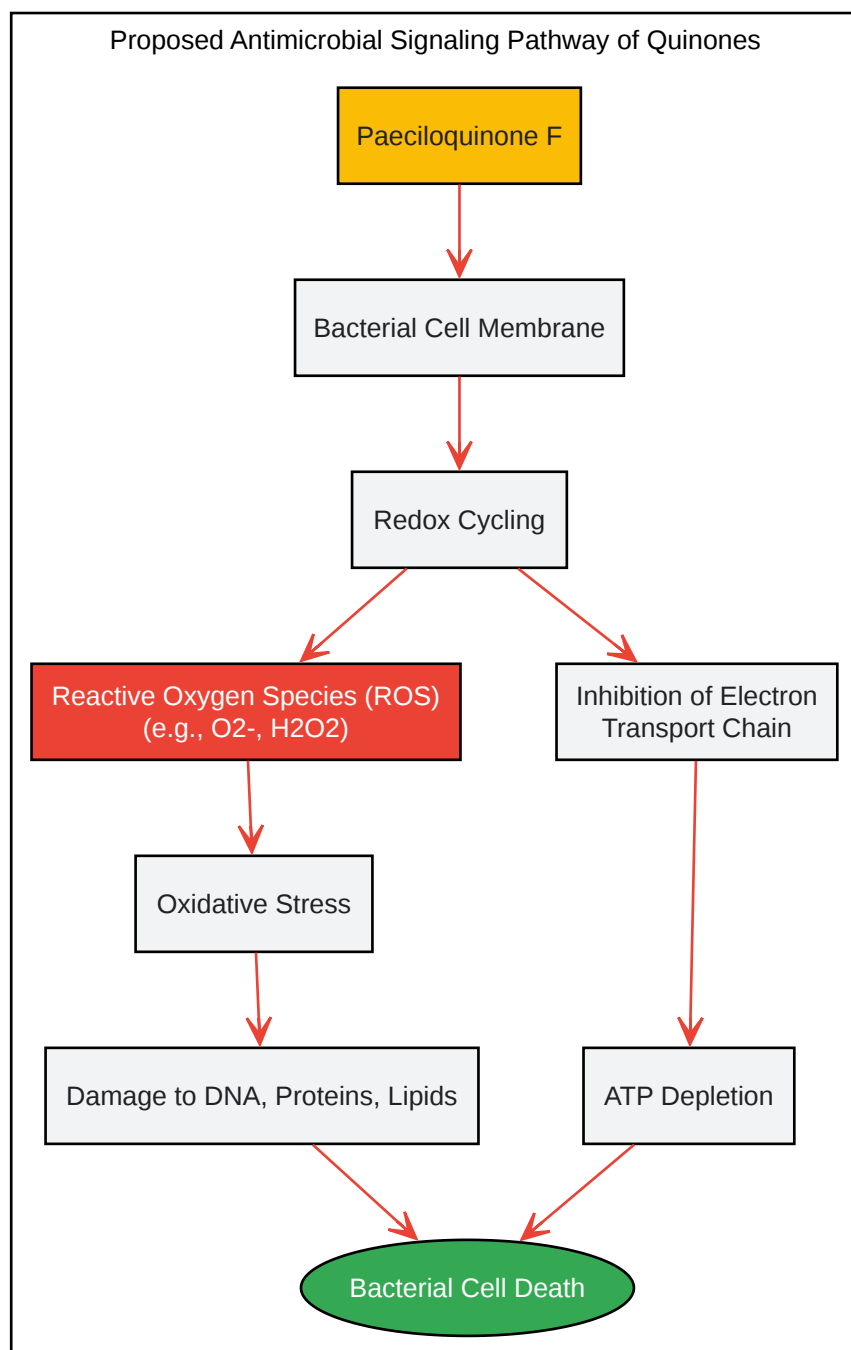 Proposed Antimicrobial Signaling Pathway of Quinones
Paeciloquinone F
Bacterial Cell Membrane
Redox Cycling
Reactive Oxygen Species (ROS)
(e.g., O2-, H2O2)
Inhibition of Electron
Transport Chain
Oxidative Stress
Damage to DNA, Proteins, Lipids
ATP Depletion
Bacterial Cell Death